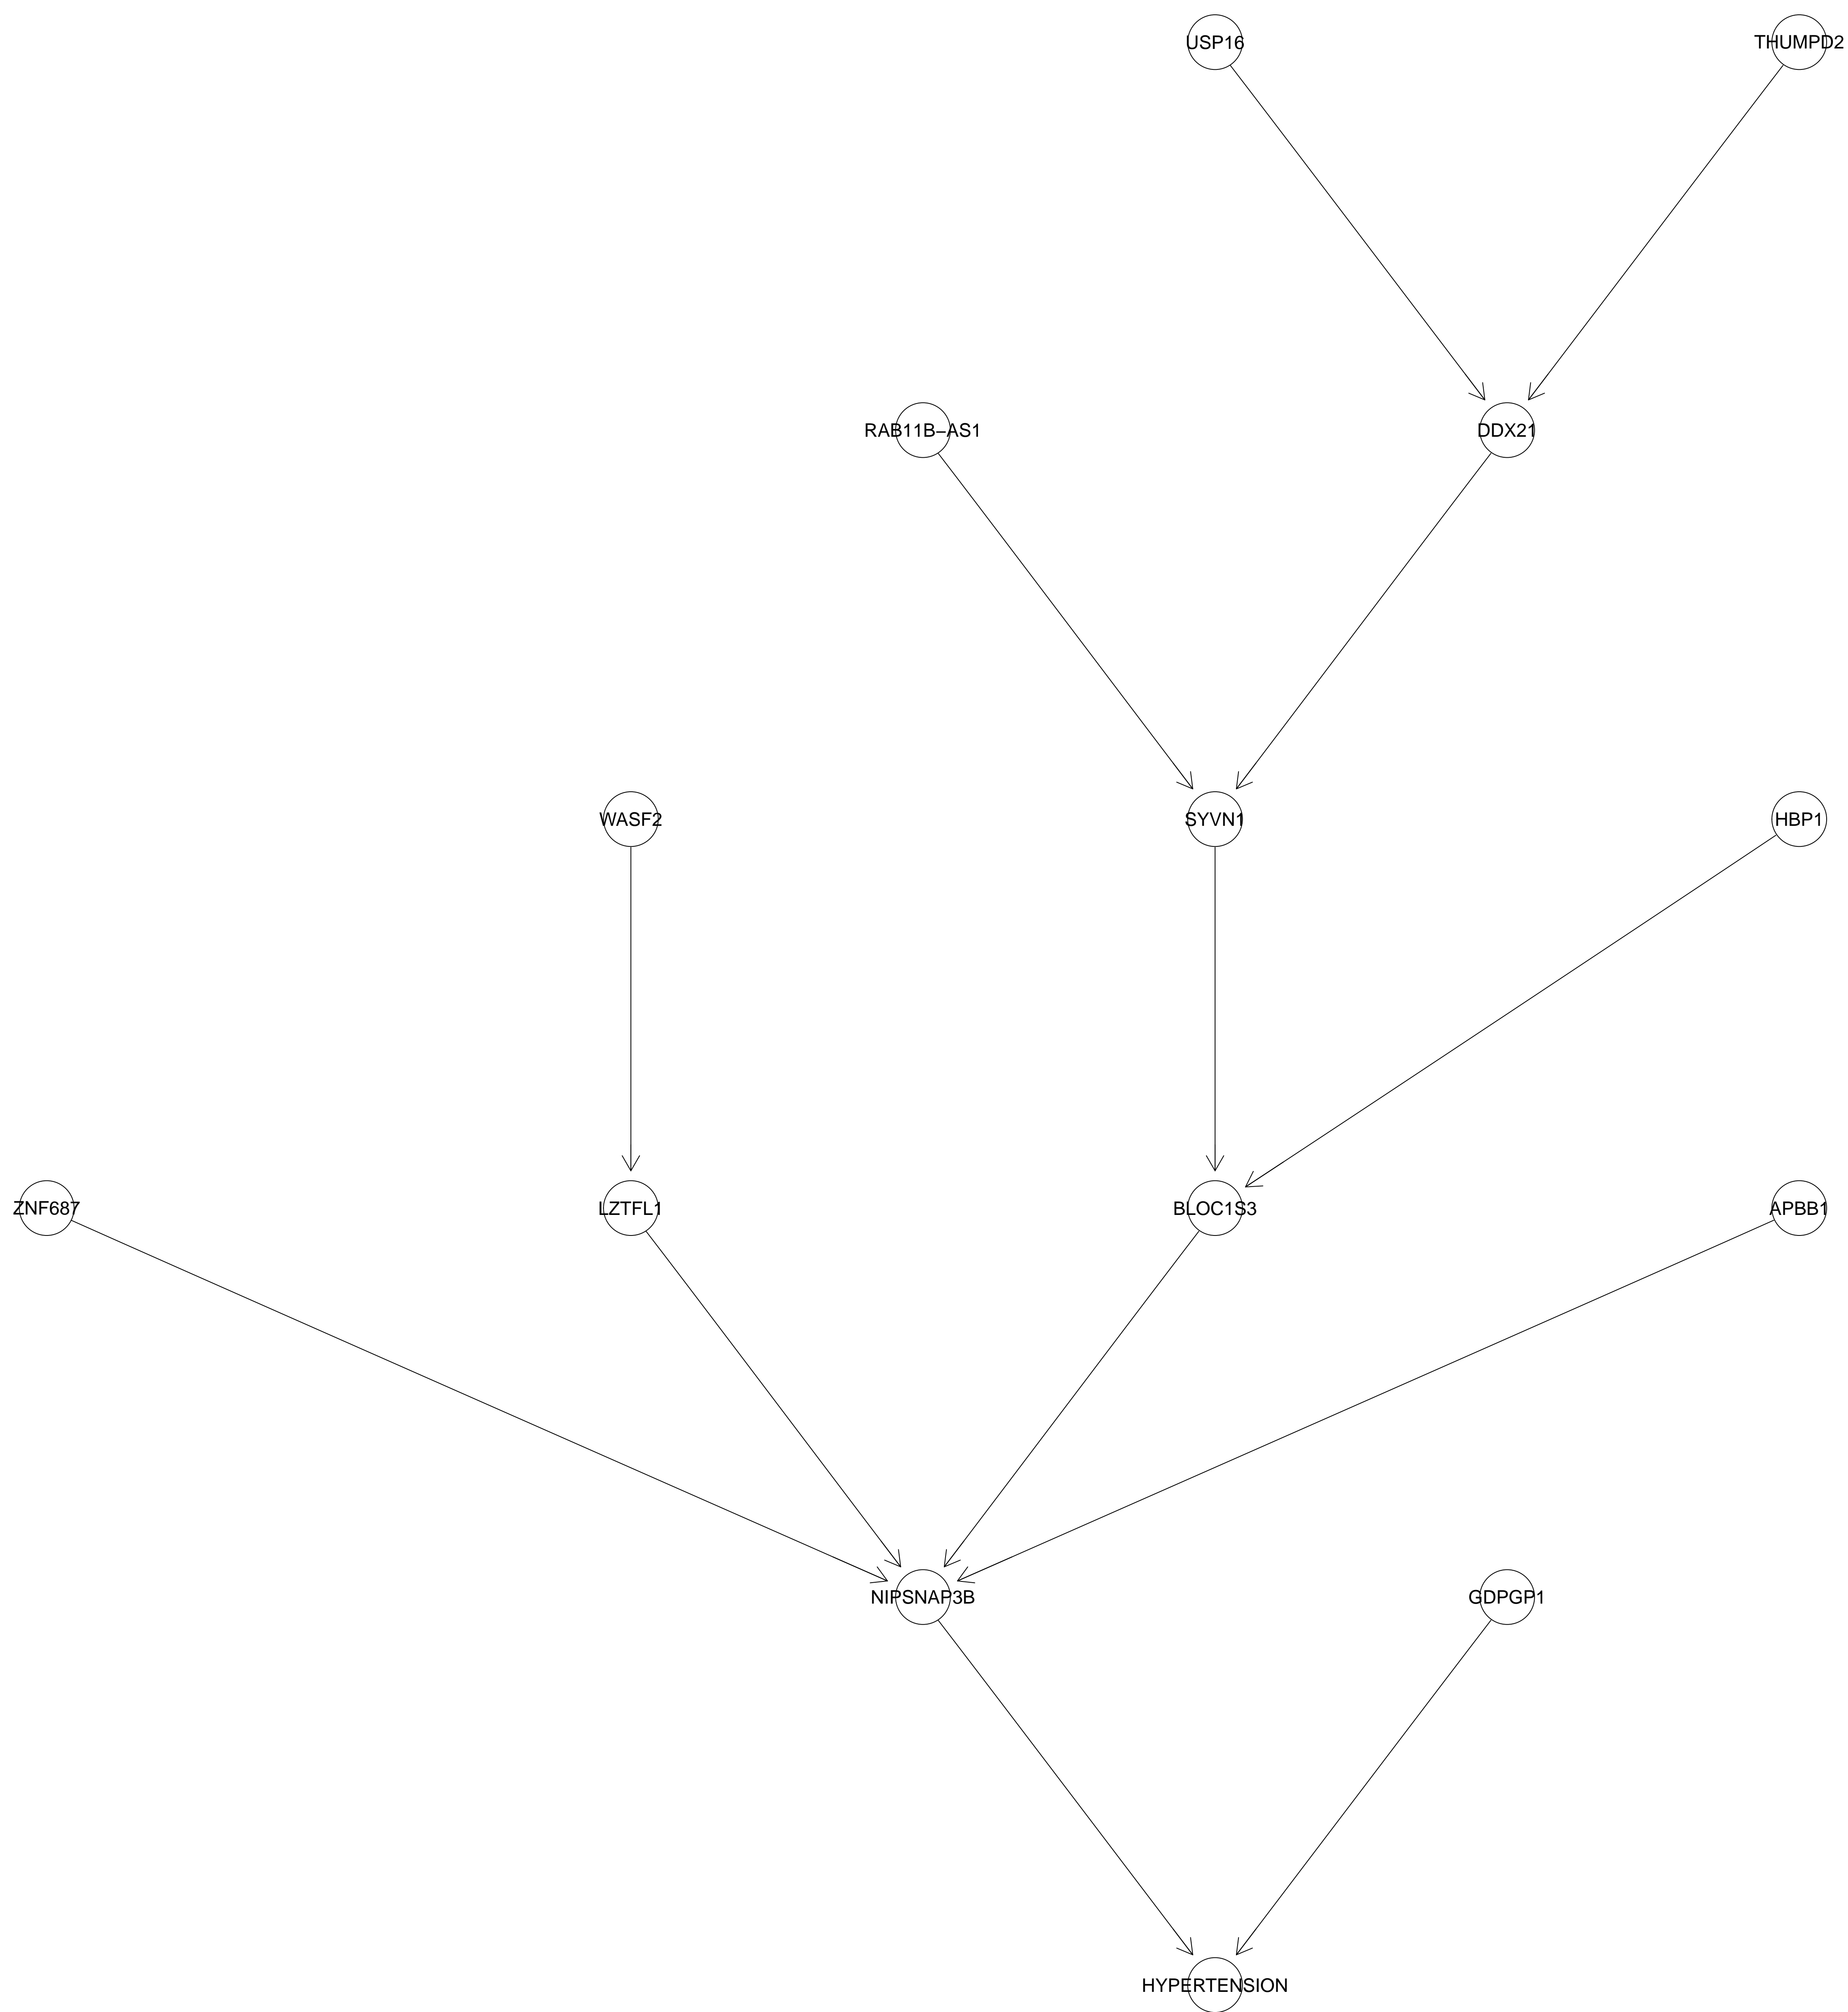 USP16
THUMPD2
RAB11B−AS1
DDX21
WASF2
SYVN1
HBP1
ZNF687
LZTFL1
BLOC1S3
APBB1
NIPSNAP3B
GDPGP1
HYPERTENSION